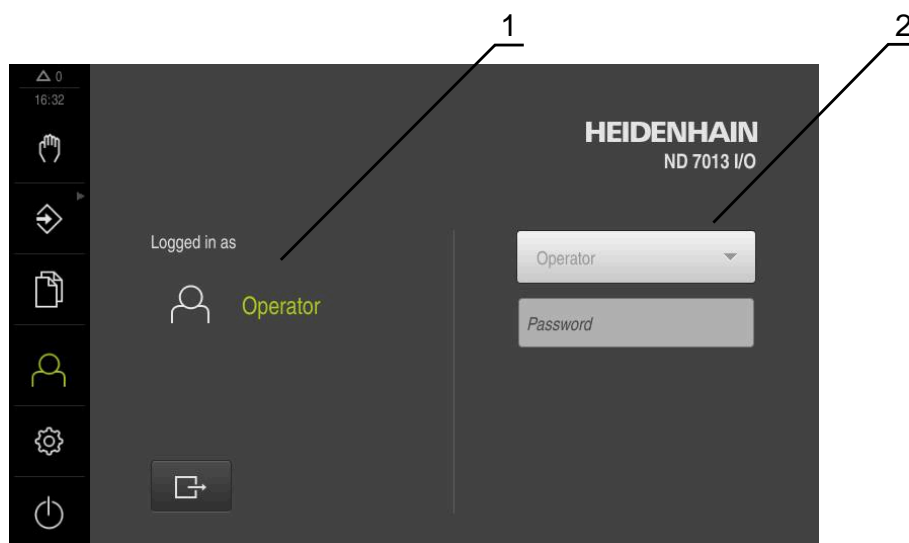 1
2
△ 0
16:32
HEIDENHAIN
ND 7013 I/O
Logged in as
Operator
Operator
Password